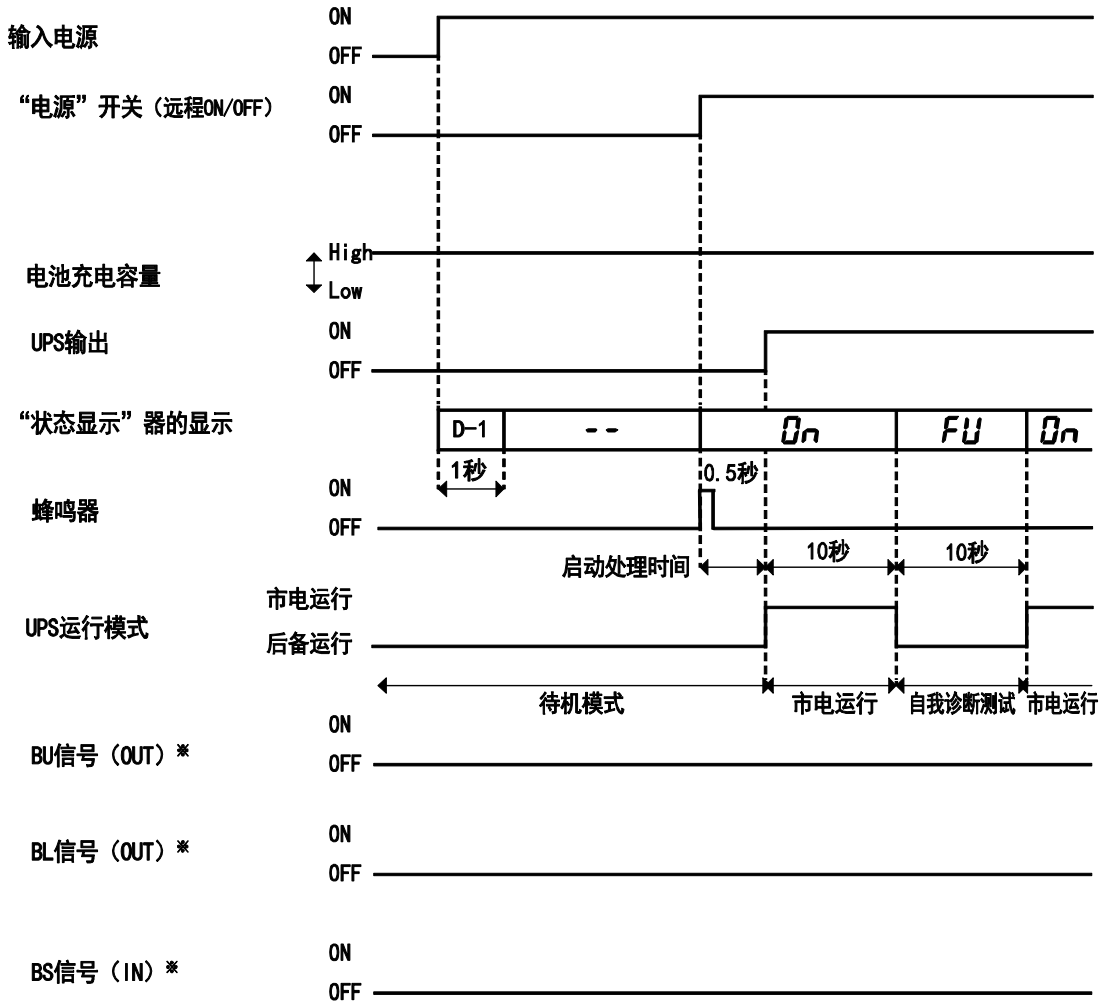 ON
输入电源
OFF
ON
“电源”开关（远程ON/OFF）
OFF
High
电池充电容量
Low
ON
UPS输出
OFF
“状态显示”器的显示
D-1
--
On
FU
On
1秒
0.5秒
ON
蜂鸣器
OFF
启动处理时间
10秒
10秒
市电运行
UPS运行模式
后备运行
待机模式
市电运行
自我诊断测试
市电运行
ON
BU信号（OUT）※
OFF
ON
BL信号（OUT）※
OFF
ON
BS信号（IN）※
OFF